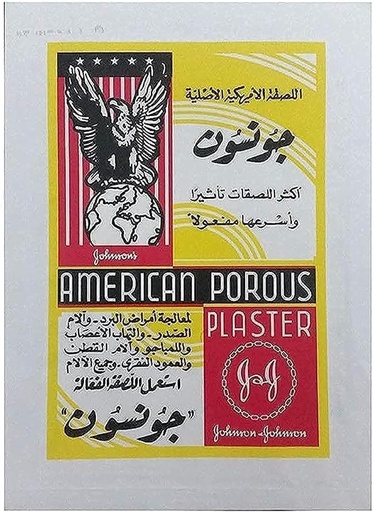 اللصقة الامريكية الاصلية
جونسون
اكثر اللصقات تأثيرا
وأسرعها مفعولا
Johnson's
AMERICAN POROUS
PLASTER
لمعالجة أمراض البرد - وآلام
الصدر - والتهاب الأعصاب
واللمباجو وآلام القطن
والعمود الفقري - وجميع الآلام
استعمل اللصقة الفعالة
"جونسون"
J&J
Johnson & Johnson